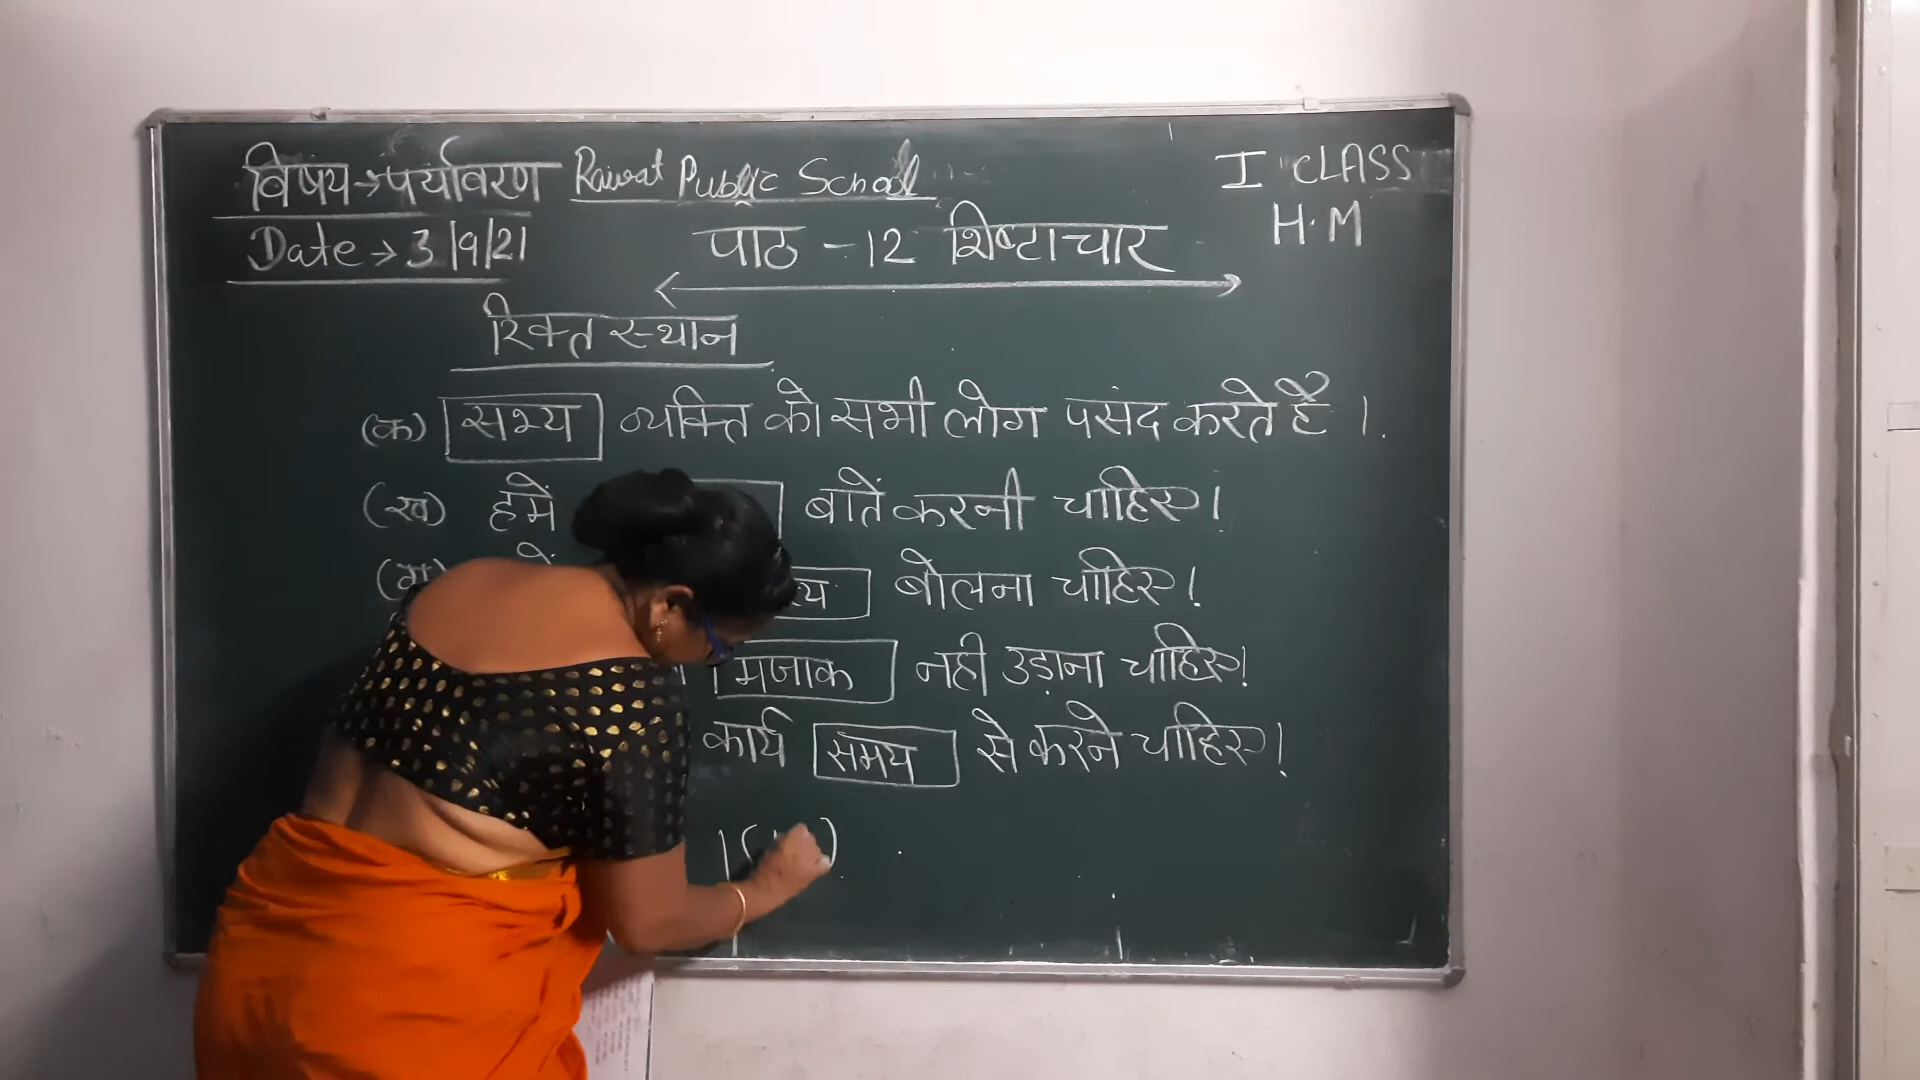 विषय→पर्यावरण Rawat Public School I CLASS
Date → 3/9/21 पाठ -12 शिष्टाचार H.M
रिक्त स्थान
(क) सभ्य व्यक्ति को सभी लोग पसंद करते हैं ।
(ख) हमें बातें करनी चाहिए।
(ग) बोलना चाहिए।
मजाक नही उड़ाना चाहिए।
कार्य समय से करने चाहिए।